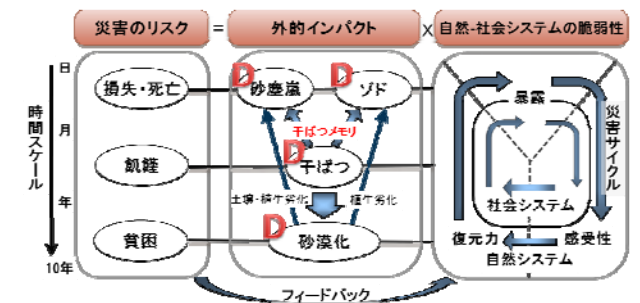 災害のリスク = 外的インパクト x 自然-社会システムの脆弱性
日
月
年
10年
時間スケール
損失・死亡
飢饉
貧困
D 砂塵嵐
D ゾド
干ばつメモリ
D 干ばつ
土壌・植生劣化
植生劣化
D 砂漠化
暴露
社会システム
復元力
感受性
自然システム
災害サイクル
フィードバック